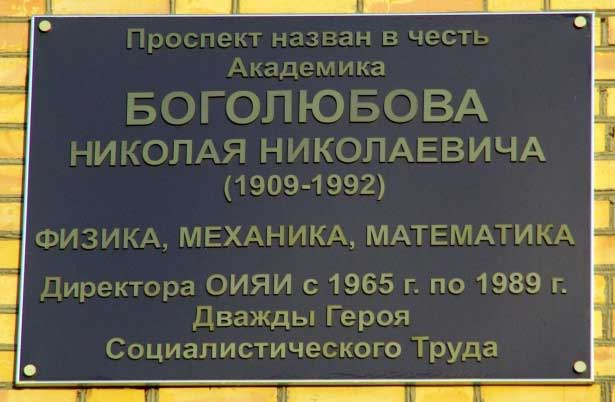 Проспект назван в честь
Академика
БОГОЛЮБОВА
НИКОЛАЯ НИКОЛАЕВИЧА
(1909-1992)
ФИЗИКА, МЕХАНИКА, МАТЕМАТИКА
Директора ОИЯИ с 1965 г. по 1989 г.
Дважды Героя
Социалистического Труда